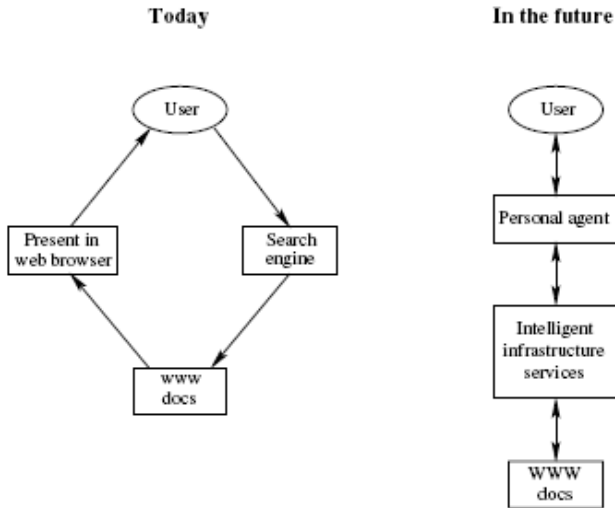 Today
User
Present in
web browser
Search
engine
www
docs
In the future
User
Personal agent
Intelligent
infrastructure
services
WWW
docs